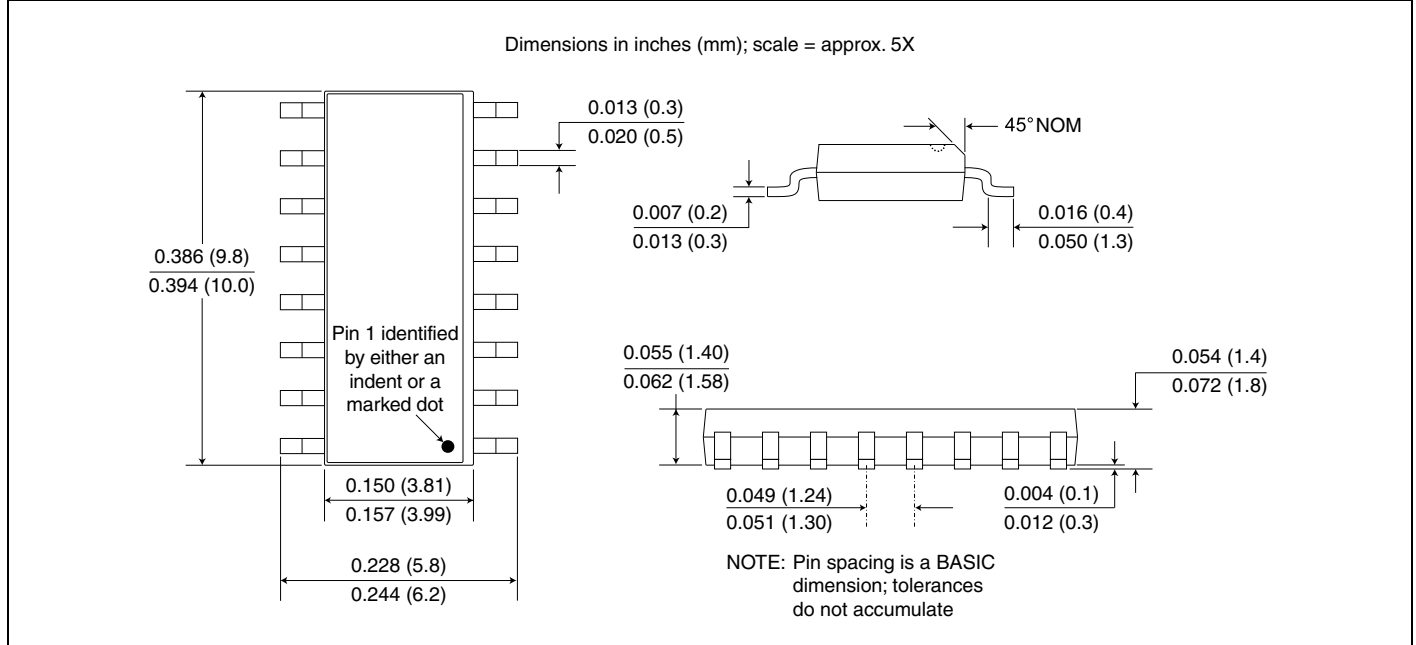 Dimensions in inches (mm); scale = approx. 5X
0.386 (9.8)
0.394 (10.0)
0.013 (0.3)
0.020 (0.5)
Pin 1 identified
by either an
indent or a
marked dot
0.150 (3.81)
0.157 (3.99)
0.228 (5.8)
0.244 (6.2)
45° NOM
0.007 (0.2)
0.013 (0.3)
0.016 (0.4)
0.050 (1.3)
0.055 (1.40)
0.062 (1.58)
0.054 (1.4)
0.072 (1.8)
0.049 (1.24)
0.051 (1.30)
0.004 (0.1)
0.012 (0.3)
NOTE: Pin spacing is a BASIC
dimension; tolerances
do not accumulate